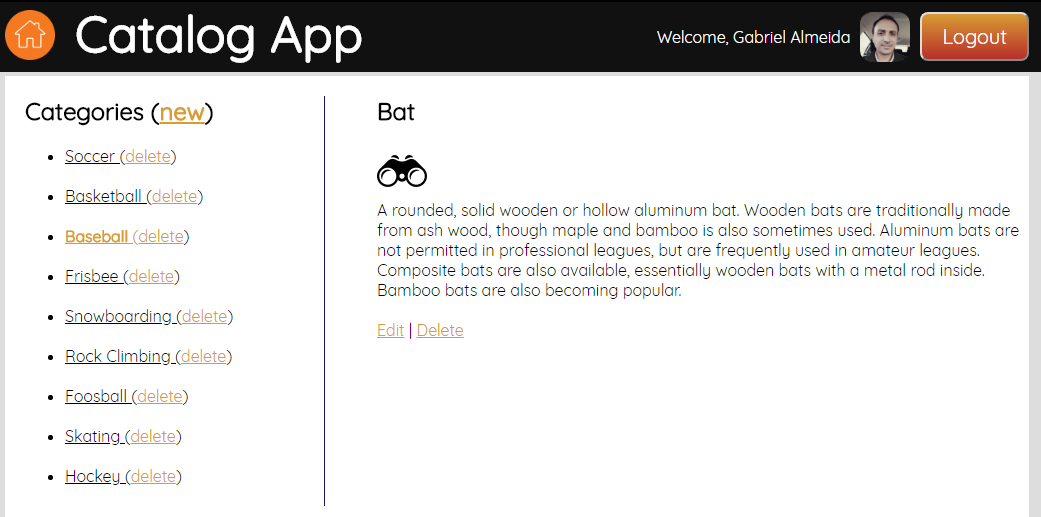 Catalog App
Welcome, Gabriel Almeida
Logout
Categories (new)
Soccer (delete)
Basketball (delete)
Baseball (delete)
Frisbee (delete)
Snowboarding (delete)
Rock Climbing (delete)
Foosball (delete)
Skating (delete)
Hockey (delete)
Bat
A rounded, solid wooden or hollow aluminum bat. Wooden bats are traditionally made
from ash wood, though maple and bamboo is also sometimes used. Aluminum bats are
not permitted in professional leagues, but are frequently used in amateur leagues.
Composite bats are also available, essentially wooden bats with a metal rod inside.
Bamboo bats are also becoming popular.
Edit | Delete